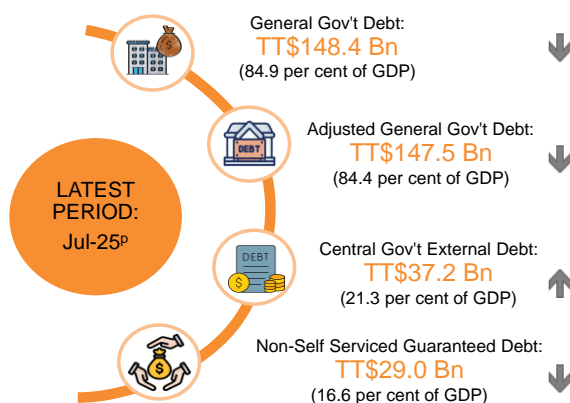 General Gov't Debt:
TT$148.4 Bn
(84.9 per cent of GDP)
Adjusted General Gov't Debt:
TT$147.5 Bn
(84.4 per cent of GDP)
DEBT
LATEST
PERIOD:
Jul-25ᵖ
Central Gov't External Debt:
TT$37.2 Bn
(21.3 per cent of GDP)
DEBT
$
Non-Self Serviced Guaranteed Debt:
TT$29.0 Bn
(16.6 per cent of GDP)
$